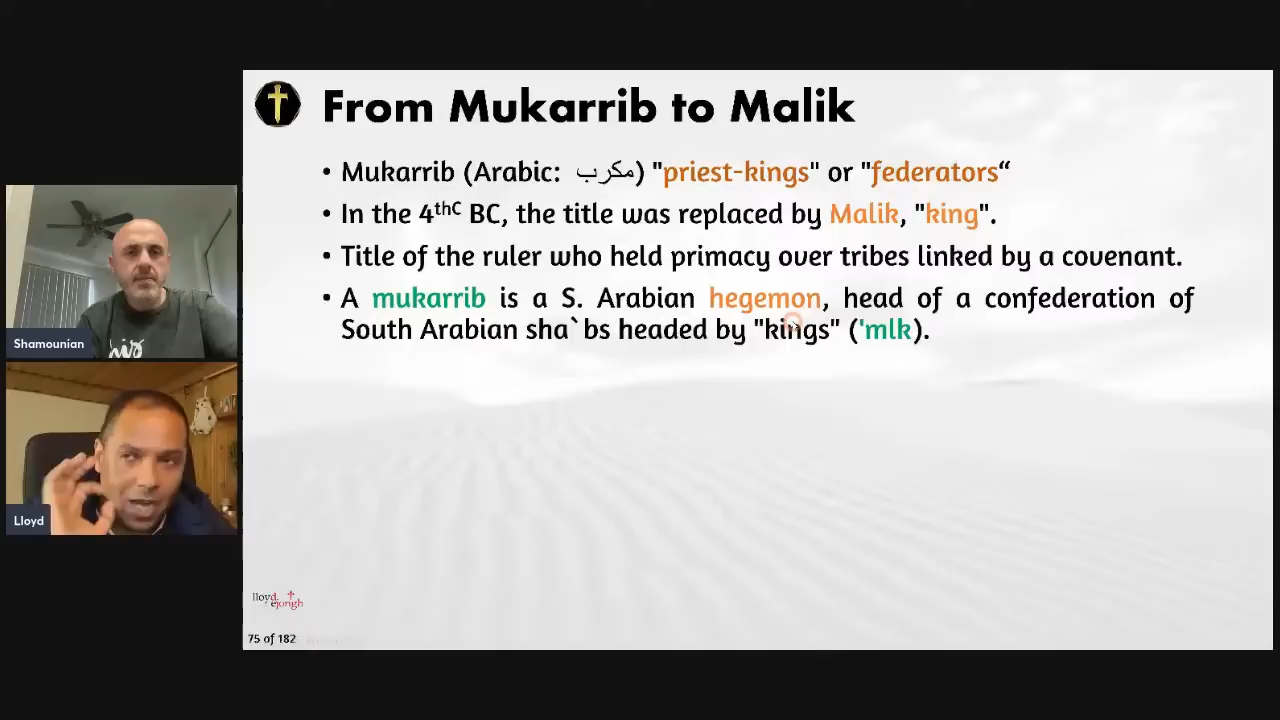 From Mukarrib to Malik
• Mukarrib (Arabic: مكرب) "priest-kings" or "federators“
• In the 4thC BC, the title was replaced by Malik, "king".
• Title of the ruler who held primacy over tribes linked by a covenant.
• A mukarrib is a S. Arabian hegemon, head of a confederation of
South Arabian sha`bs headed by "kings" ('mlk).
Shamounian
Lloyd
lloyd
ejongh
75 of 182